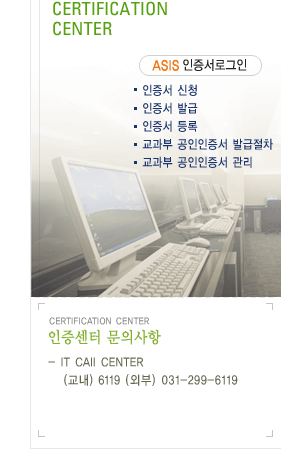 CERTIFICATION
CENTER
ASIS 인증서로그인
인증서 신청
인증서 발급
인증서 등록
교과부 공인인증서 발급절차
교과부 공인인증서 관리
CERTIFICATION CENTER
인증센터 문의사항
- IT CAll CENTER
(교내) 6119 (외부) 031-299-6119